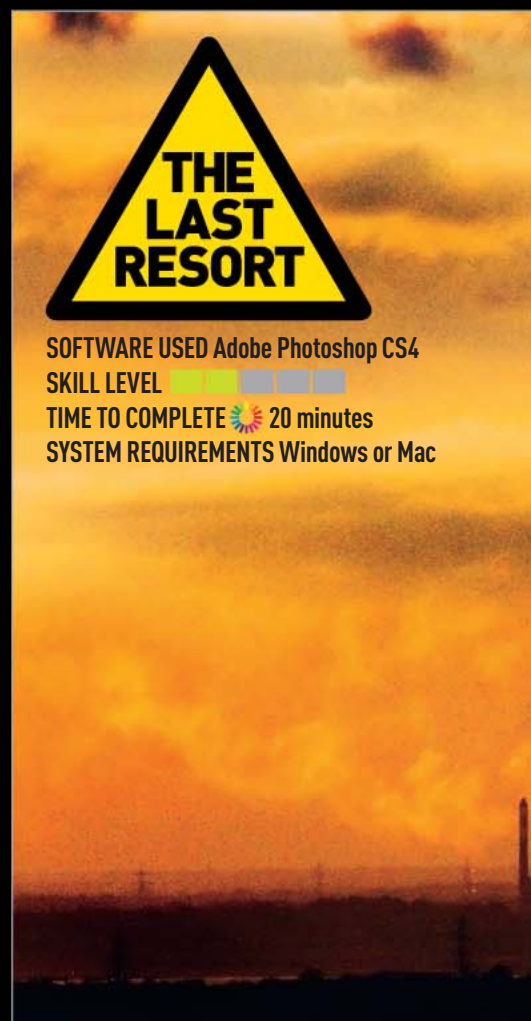 THE
LAST
RESORT
SOFTWARE USED Adobe Photoshop CS4
SKILL LEVEL
TIME TO COMPLETE 20 minutes
SYSTEM REQUIREMENTS Windows or Mac